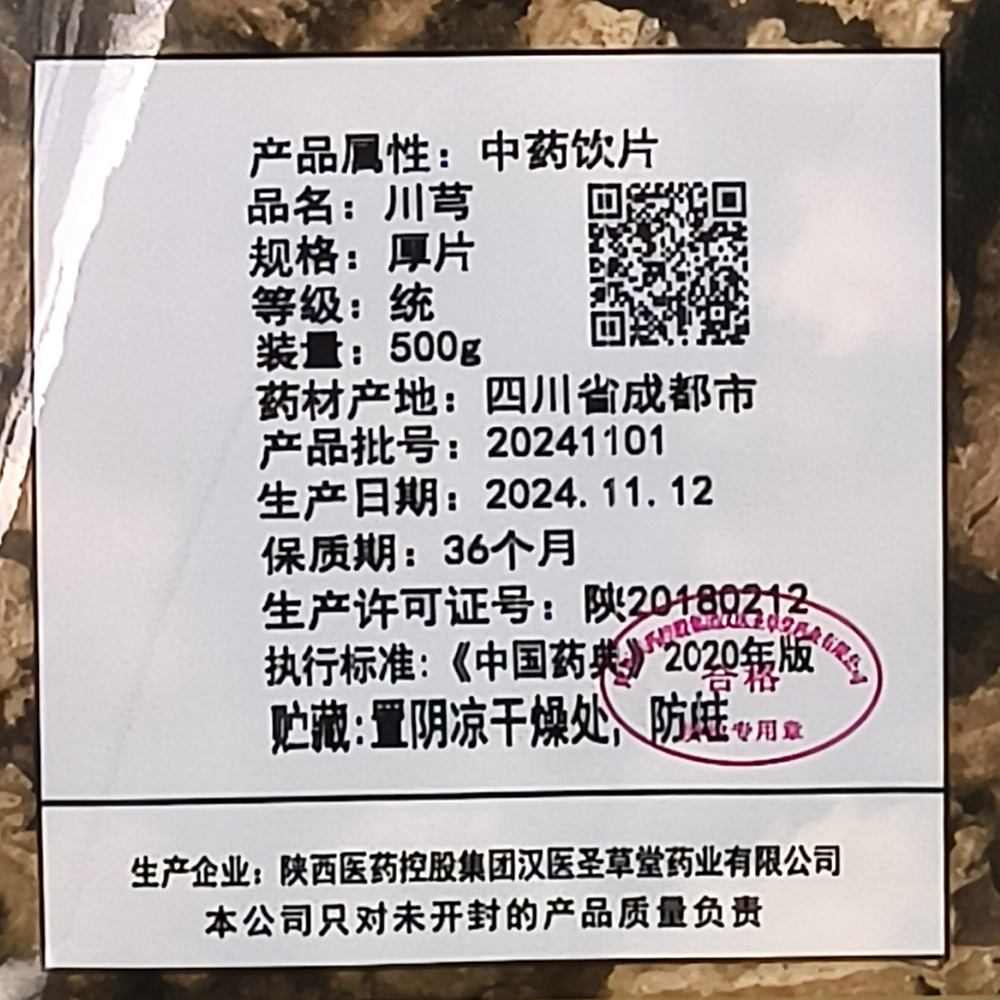 产品属性：中药饮片
品名：川芎
规格：厚片
等级：统
装量：500g
药材产地：四川省成都市
产品批号：20241101
生产日期：2024.11.12
保质期：36个月
生产许可证号：陕20180212
执行标准：《中国药典》2020年版
贮藏：置阴凉干燥处，防蛀
合格
专用章
生产企业：陕西医药控股集团汉医圣草堂药业有限公司
本公司只对未开封的产品质量负责